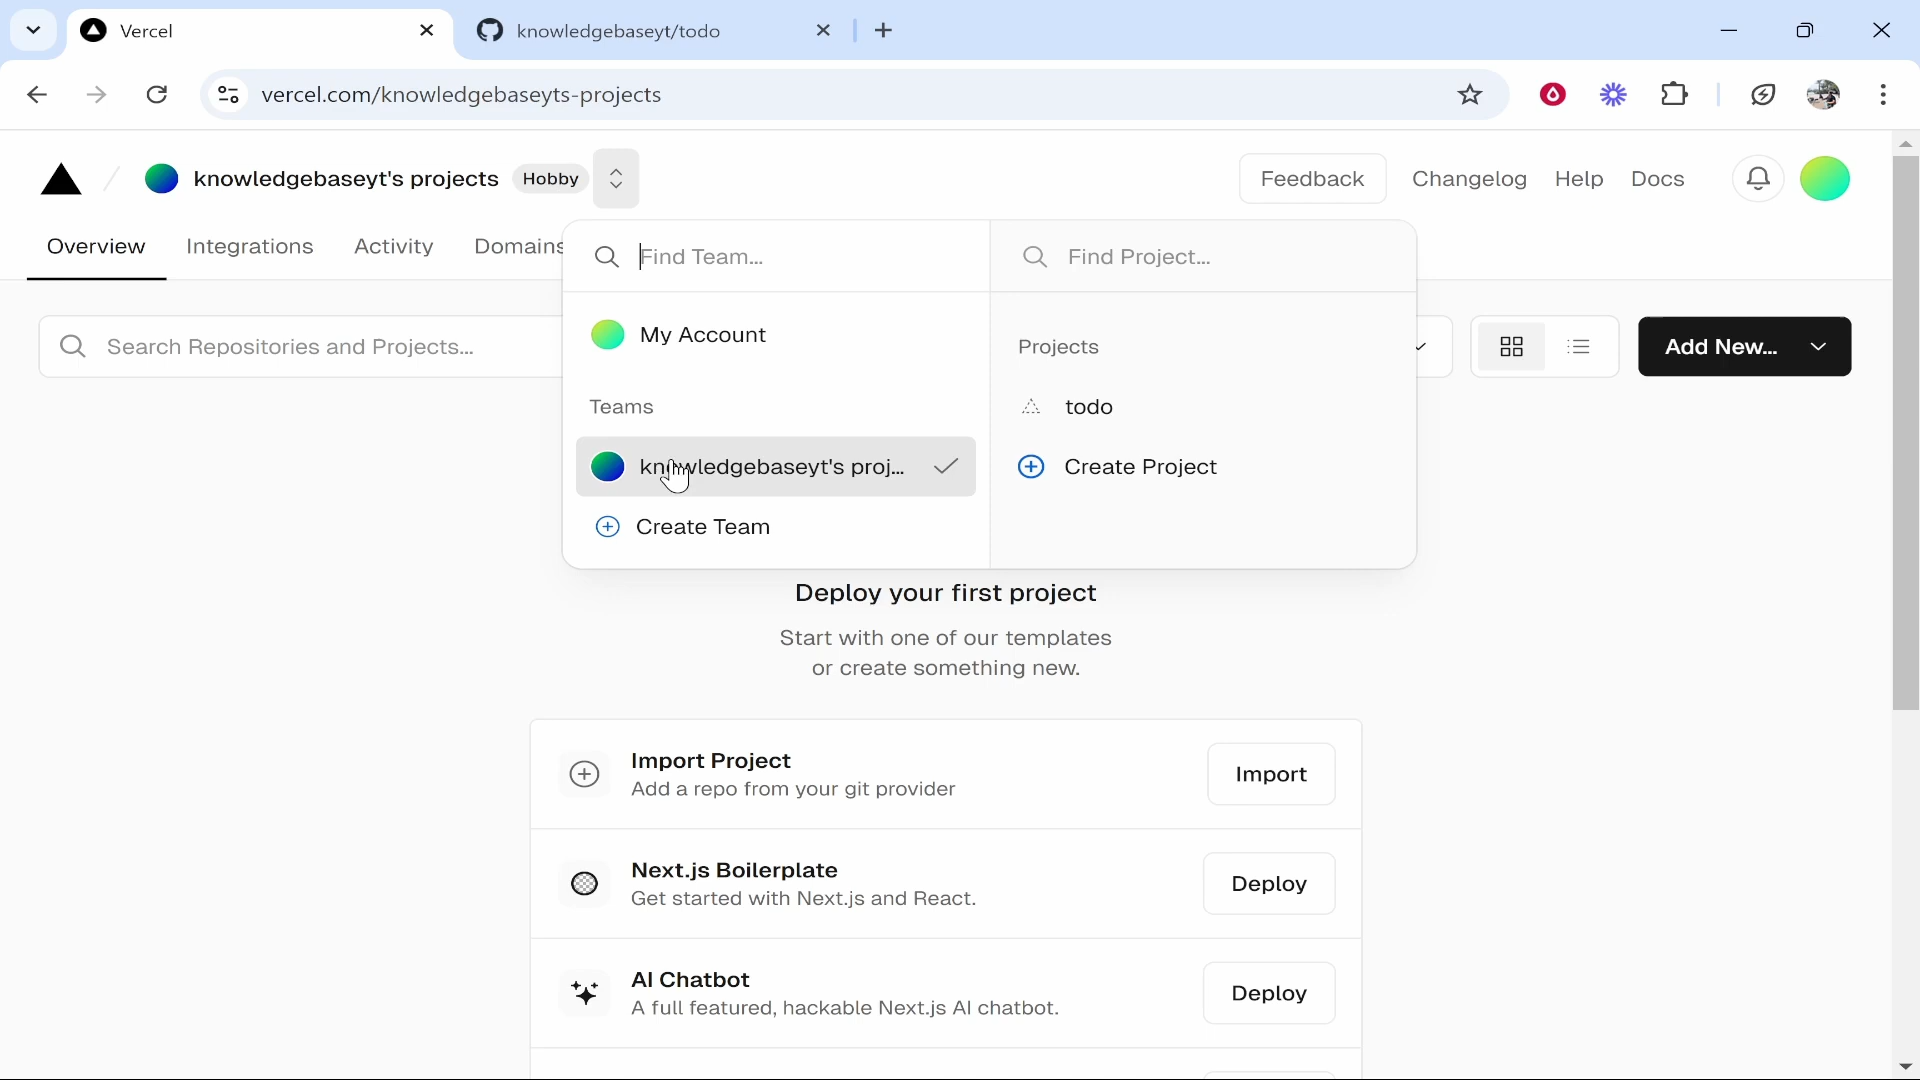 Vercel
knowledgebaseyt/todo
vercel.com/knowledgebaseyts-projects
knowledgebaseyt's projects Hobby
Feedback Changelog Help Docs
Overview Integrations Activity Domains
Find Team...
Find Project...
My Account
Search Repositories and Projects...
Projects
Add New...
Teams
todo
knowledgebaseyt's proj...
Create Project
Create Team
Deploy your first project
Start with one of our templates
or create something new.
Import Project
Add a repo from your git provider
Import
Next.js Boilerplate
Get started with Next.js and React.
Deploy
AI Chatbot
A full featured, hackable Next.js AI chatbot.
Deploy